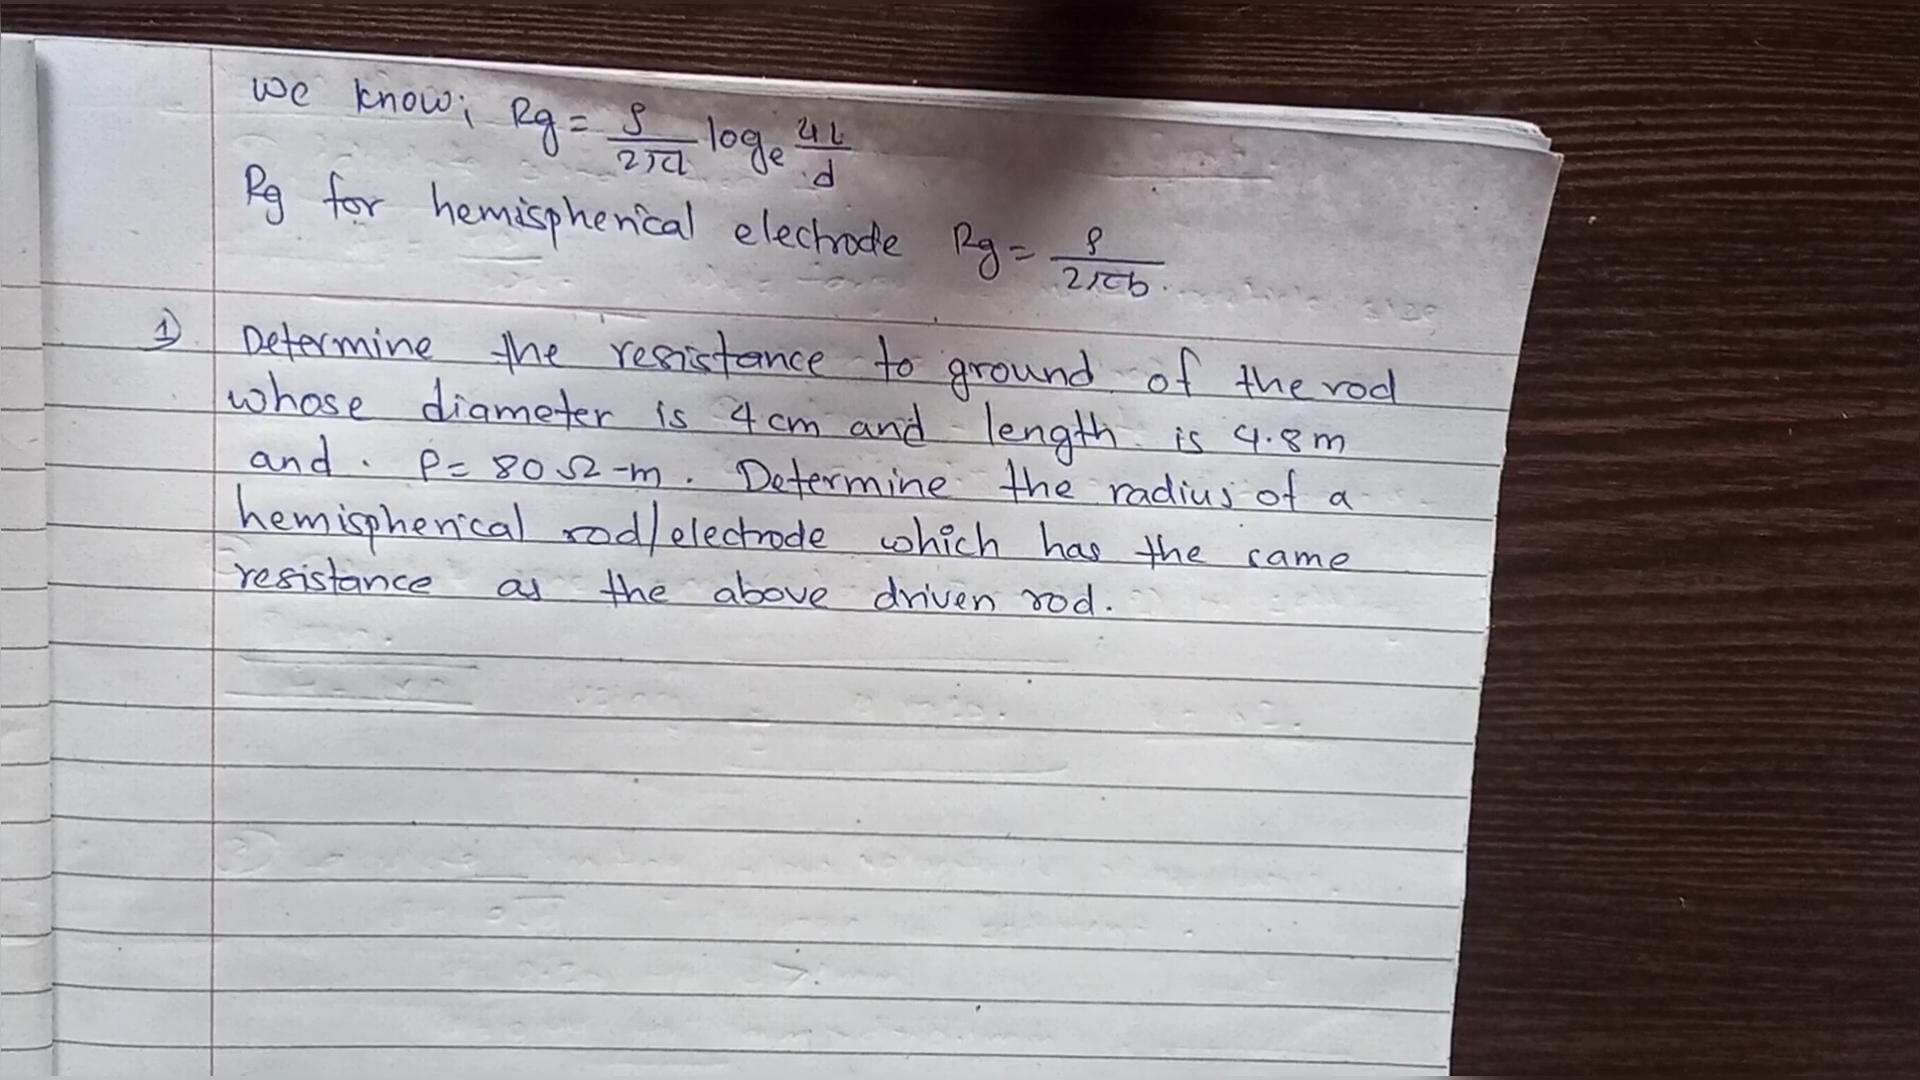 We know; Rg = ρ/2πl logₑ 4l/d
Rg for hemispherical electrode Rg = ρ/2πb.
1) Determine the resistance to ground of the rod
whose diameter is 4 cm and length is 4.8 m
and . ρ = 80 Ω-m. Determine the radius of a
hemispherical rod/electrode which has the same
resistance as the above driven rod.